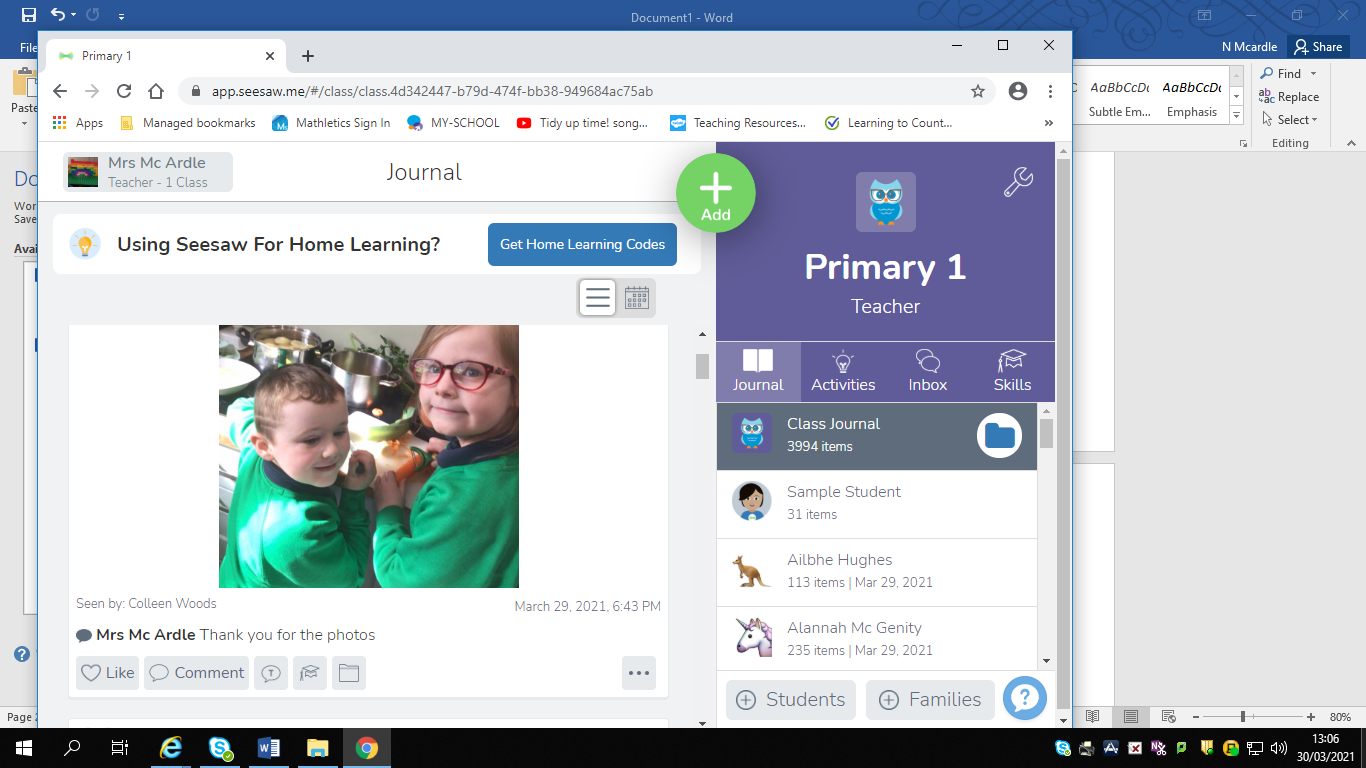 Document1 - Word
File
N Mcardle
Share
Primary 1
app.seesaw.me/#/class/class.4d342447-b79d-474f-bb38-949684ac75ab
Paste
AaBbCcDc
AaBbCcDc
Subtle Em...
Emphasis
Find
Replace
Select
Editing
Apps
Managed bookmarks
Mathletics Sign In
MY-SCHOOL
Tidy up time! song...
Teaching Resources...
Learning to Count...
»
Mrs Mc Ardle
Teacher - 1 Class
Journal
Add
Using Seesaw For Home Learning?
Get Home Learning Codes
Primary 1
Teacher
Journal
Activities
Inbox
Skills
Class Journal
3994 items
Sample Student
31 items
Ailbhe Hughes
113 items | Mar 29, 2021
Alannah Mc Genity
235 items | Mar 29, 2021
Students
Families
Seen by: Colleen Woods
March 29, 2021, 6:43 PM
Mrs Mc Ardle Thank you for the photos
Like
Comment
T
Page 2
80%
13:06
30/03/2021